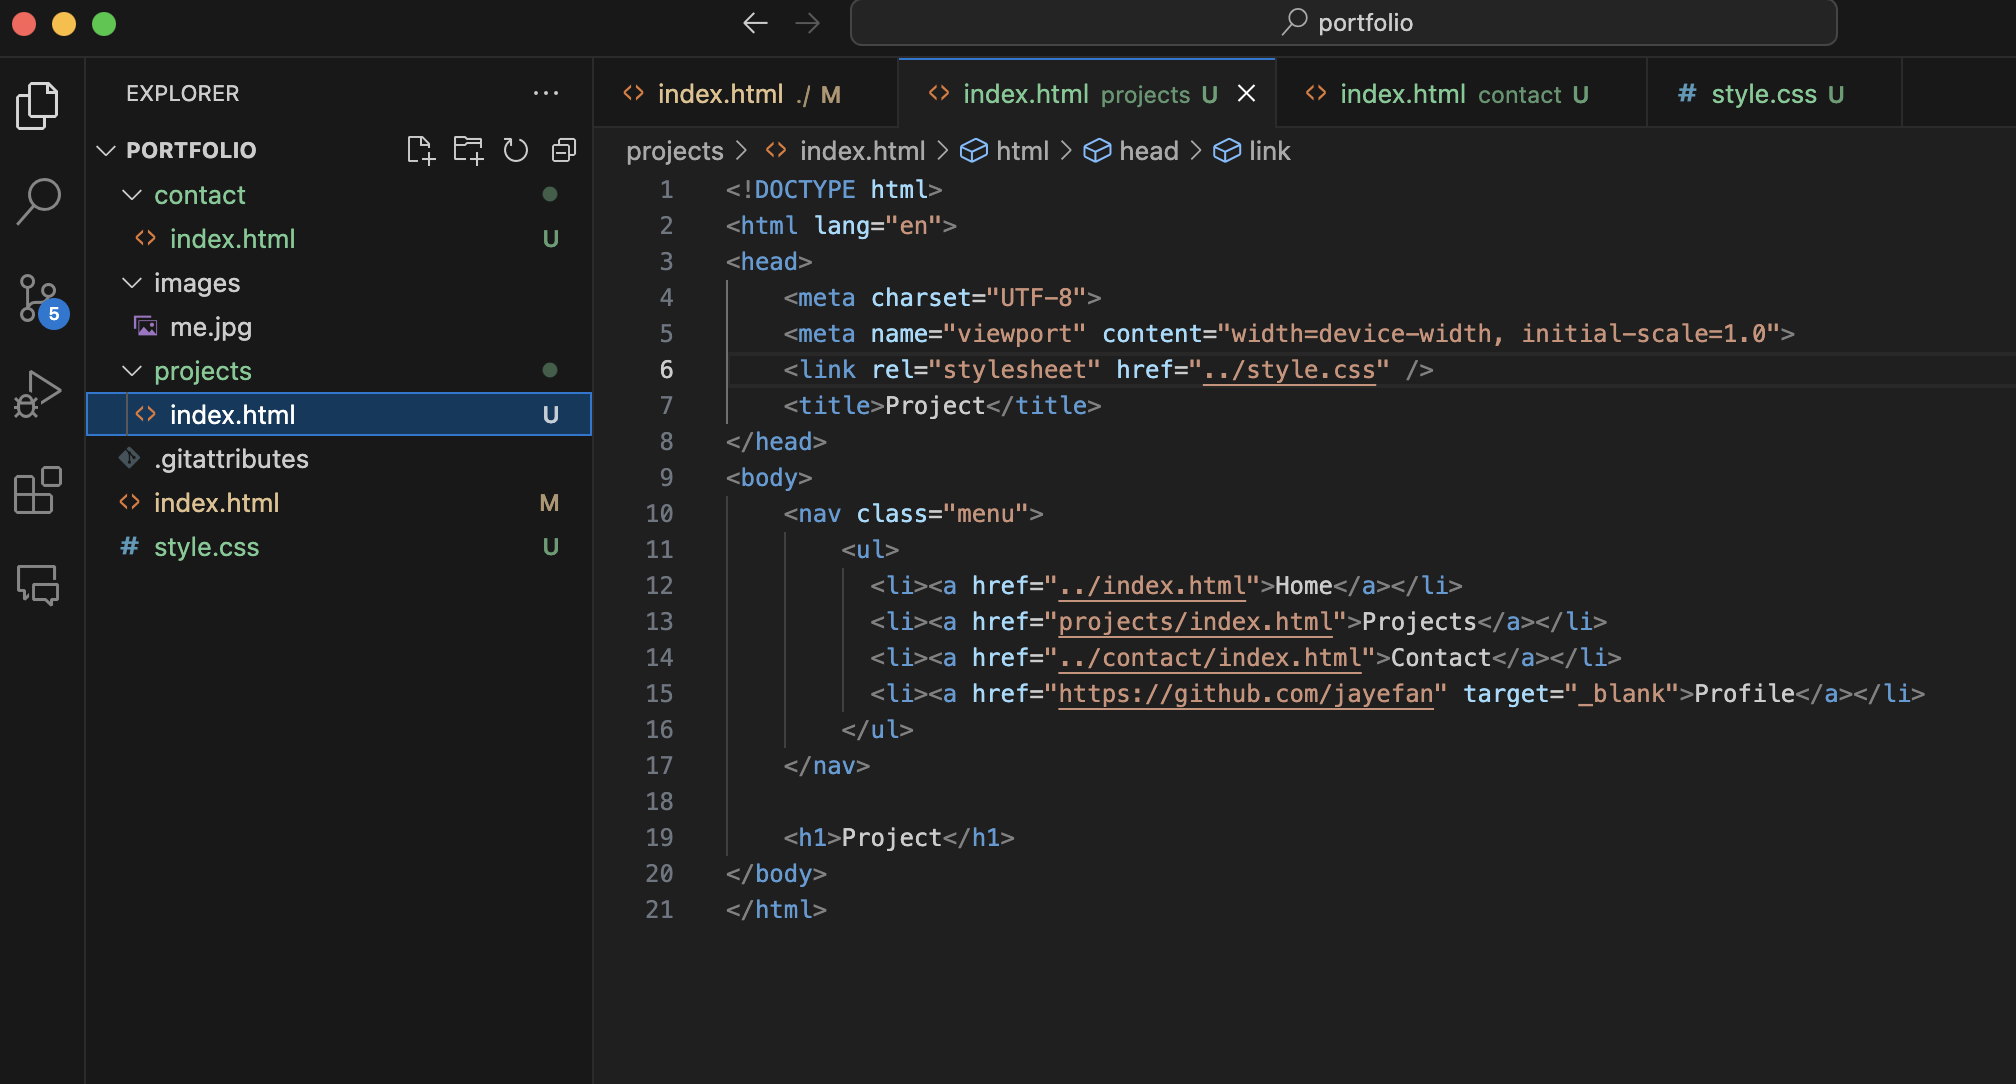 portfolio
EXPLORER
PORTFOLIO
contact
index.html U
images
me.jpg
projects
index.html U
.gitattributes
index.html M
# style.css U
5
index.html ./ M
index.html projects U
index.html contact U
# style.css U
projects > index.html > html > head > link
1 <!DOCTYPE html>
2 <html lang="en">
3 <head>
4 <meta charset="UTF-8">
5 <meta name="viewport" content="width=device-width, initial-scale=1.0">
6 <link rel="stylesheet" href="../style.css" />
7 <title>Project</title>
8 </head>
9 <body>
10 <nav class="menu">
11 <ul>
12 <li><a href="../index.html">Home</a></li>
13 <li><a href="projects/index.html">Projects</a></li>
14 <li><a href="../contact/index.html">Contact</a></li>
15 <li><a href="https://github.com/jayefan" target="_blank">Profile</a></li>
16 </ul>
17 </nav>
18
19 <h1>Project</h1>
20 </body>
21 </html>